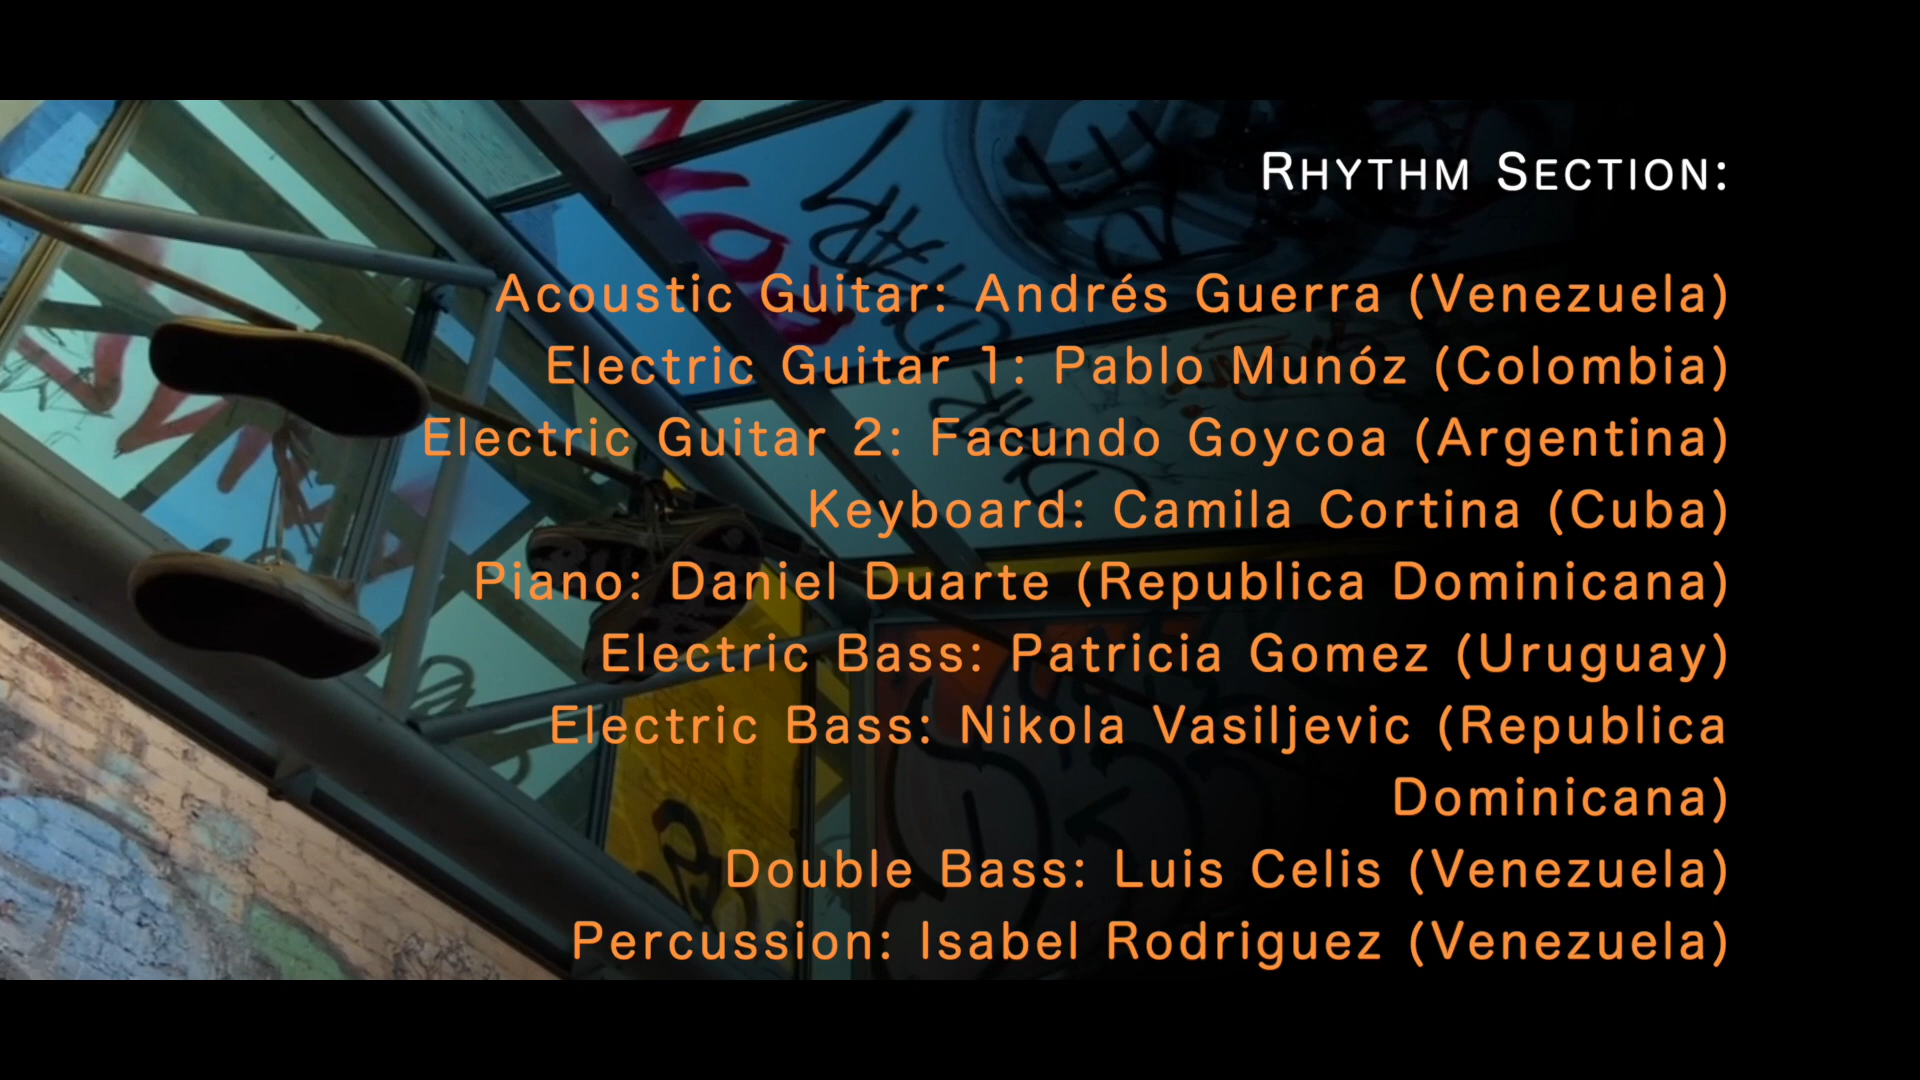 RHYTHM SECTION:
Acoustic Guitar: Andrés Guerra (Venezuela)
Electric Guitar 1: Pablo Munóz (Colombia)
Electric Guitar 2: Facundo Goycoa (Argentina)
Keyboard: Camila Cortina (Cuba)
Piano: Daniel Duarte (Republica Dominicana)
Electric Bass: Patricia Gomez (Uruguay)
Electric Bass: Nikola Vasiljevic (Republica
Dominicana)
Double Bass: Luis Celis (Venezuela)
Percussion: Isabel Rodriguez (Venezuela)